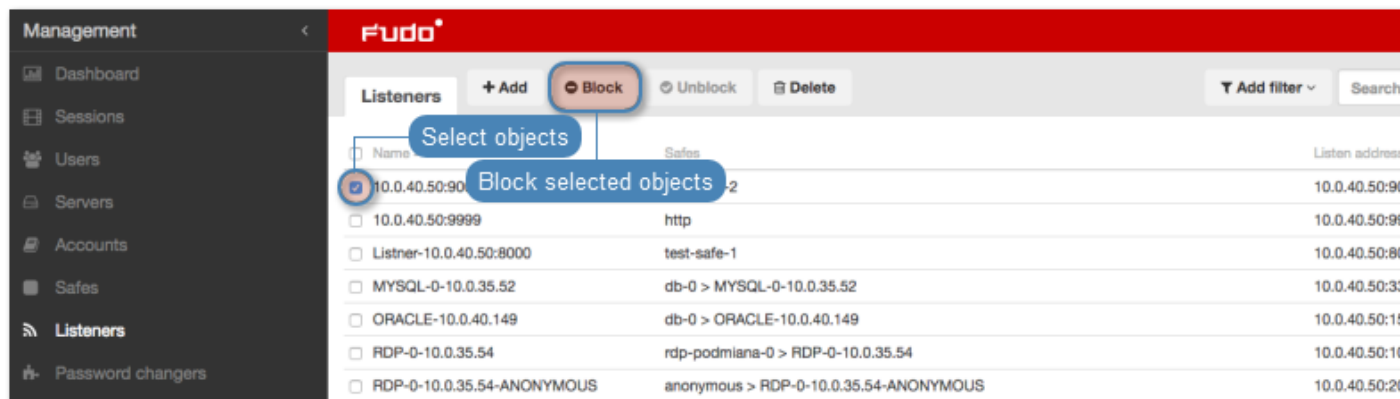 Management
FUDO
Dashboard
Sessions
Users
Servers
Accounts
Safes
Listeners
Password changers
Listeners
+ Add
Block
Unblock
Delete
Add filter
Search
Select objects
Block selected objects
Name
Safes
Listen address
10.0.40.50:90 -2 10.0.40.50:9
10.0.40.50:9999 http 10.0.40.50:99
Listner-10.0.40.50:8000 test-safe-1 10.0.40.50:80
MYSQL-0-10.0.35.52 db-0 > MYSQL-0-10.0.35.52 10.0.40.50:33
ORACLE-10.0.40.149 db-0 > ORACLE-10.0.40.149 10.0.40.50:15
RDP-0-10.0.35.54 rdp-podmiana-0 > RDP-0-10.0.35.54 10.0.40.50:10
RDP-0-10.0.35.54-ANONYMOUS anonymous > RDP-0-10.0.35.54-ANONYMOUS 10.0.40.50:20